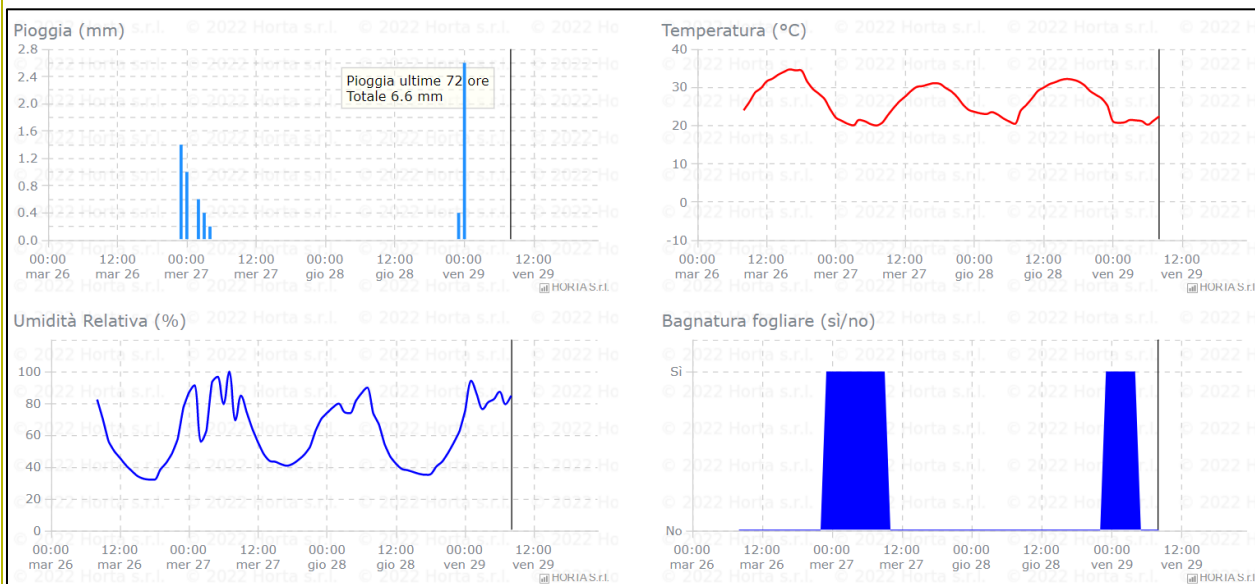 Pioggia (mm)
2.8
2.4
2.0
1.6
1.2
0.8
0.4
0.0
Pioggia ultime 72 ore
Totale 6.6 mm
00:00 12:00 00:00 12:00 00:00 12:00 00:00 12:00
mar 26 mar 26 mer 27 mer 27 gio 28 gio 28 ven 29 ven 29
HORTA S.r.l.
Temperatura (°C)
40
30
20
10
0
-10
00:00 12:00 00:00 12:00 00:00 12:00 00:00 12:00
mar 26 mar 26 mer 27 mer 27 gio 28 gio 28 ven 29 ven 29
HORTA S.r.l.
Umidità Relativa (%)
100
80
60
40
20
0
00:00 12:00 00:00 12:00 00:00 12:00 00:00 12:00
mar 26 mar 26 mer 27 mer 27 gio 28 gio 28 ven 29 ven 29
HORTA S.r.l.
Bagnatura fogliare (si/no)
Si
No
00:00 12:00 00:00 12:00 00:00 12:00 00:00 12:00
mar 26 mar 26 mer 27 mer 27 gio 28 gio 28 ven 29 ven 29
HORTA S.r.l.
© 2022 Horta s.r.l.